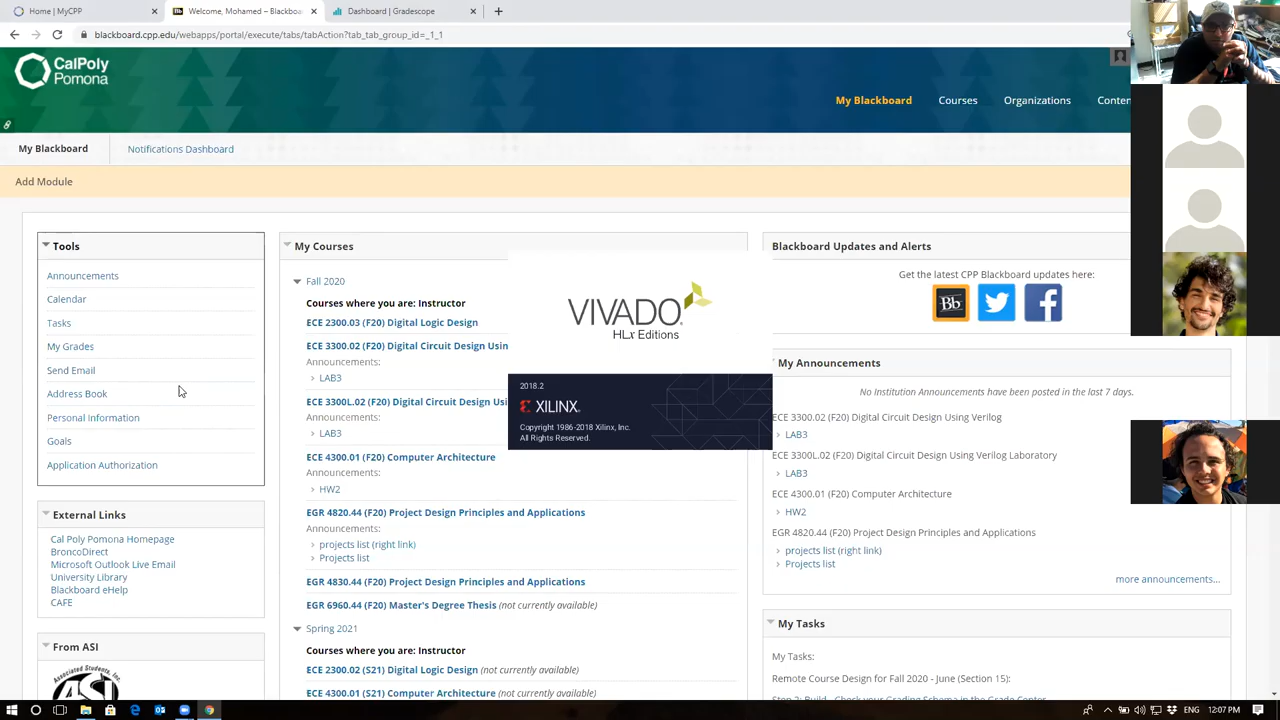 Home | MyCPP
Welcome, Mohamed – Blackboa
Dashboard | Gradescope
blackboard.cpp.edu/webapps/portal/execute/tabs/tabAction?tab_tab_group_id=_1_1
CalPoly
Pomona
My Blackboard
Courses
Organizations
Conten
My Blackboard
Notifications Dashboard
Add Module
Tools
Announcements
Calendar
Tasks
My Grades
Send Email
Address Book
Personal Information
Goals
Application Authorization
External Links
Cal Poly Pomona Homepage
BroncoDirect
Microsoft Outlook Live Email
University Library
Blackboard eHelp
CAFE
From ASI
ASI
My Courses
Fall 2020
Courses where you are: Instructor
ECE 2300.03 (F20) Digital Logic Design
ECE 3300.02 (F20) Digital Circuit Design Usin
Announcements:
LAB3
ECE 3300L.02 (F20) Digital Circuit Design Usi
Announcements:
LAB3
ECE 4300.01 (F20) Computer Architecture
Announcements:
HW2
EGR 4820.44 (F20) Project Design Principles and Applications
Announcements:
projects list (right link)
Projects list
EGR 4830.44 (F20) Project Design Principles and Applications
EGR 6960.44 (F20) Master's Degree Thesis (not currently available)
Spring 2021
Courses where you are: Instructor
ECE 2300.02 (S21) Digital Logic Design (not currently available)
ECE 4300.01 (S21) Computer Architecture (not currently available)
VIVADO
HLx Editions
2018.2
XILINX
Copyright 1986-2018 Xilinx, Inc.
All Rights Reserved.
Blackboard Updates and Alerts
Get the latest CPP Blackboard updates here:
Bb
My Announcements
No Institution Announcements have been posted in the last 7 days.
ECE 3300.02 (F20) Digital Circuit Design Using Verilog
LAB3
ECE 3300L.02 (F20) Digital Circuit Design Using Verilog Laboratory
LAB3
ECE 4300.01 (F20) Computer Architecture
HW2
EGR 4820.44 (F20) Project Design Principles and Applications
projects list (right link)
Projects list
more announcements...
My Tasks
My Tasks:
Remote Course Design for Fall 2020 - June (Section 15):
Step 2: Build - Check your Grading Schema in the Grade Center
ENG
12:07 PM